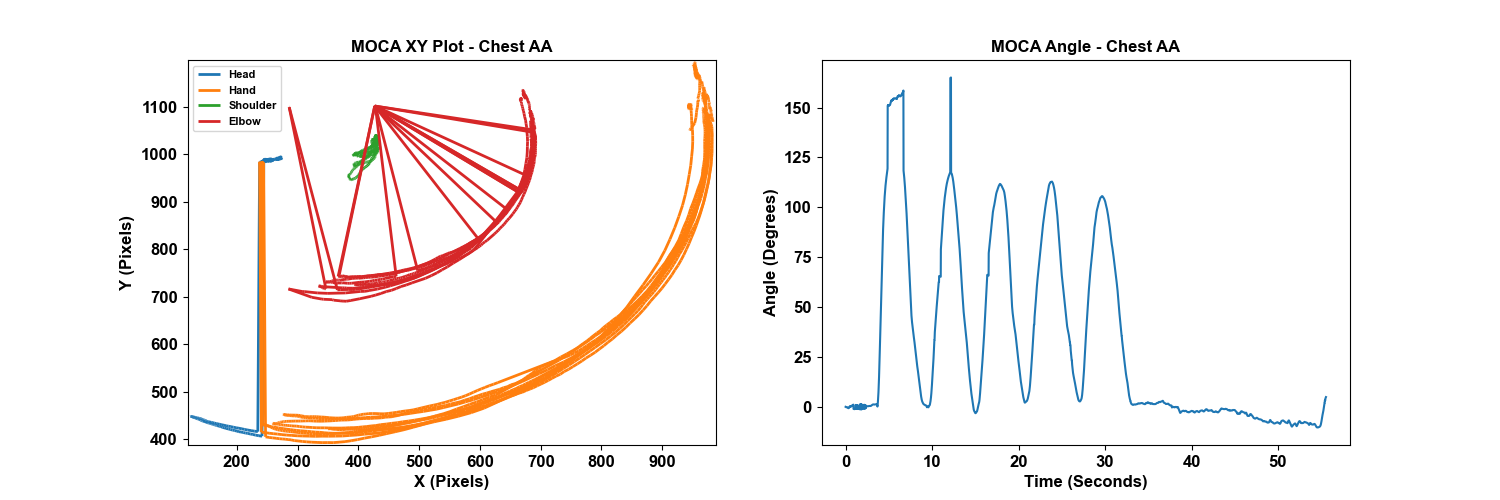 MOCA XY Plot - Chest AA
Head
Hand
Shoulder
Elbow
1100
1000
900
800
700
600
500
400
Y (Pixels)
200 300 400 500 600 700 800 900
X (Pixels)
MOCA Angle - Chest AA
150
125
100
75
50
25
0
Angle (Degrees)
0 10 20 30 40 50
Time (Seconds)